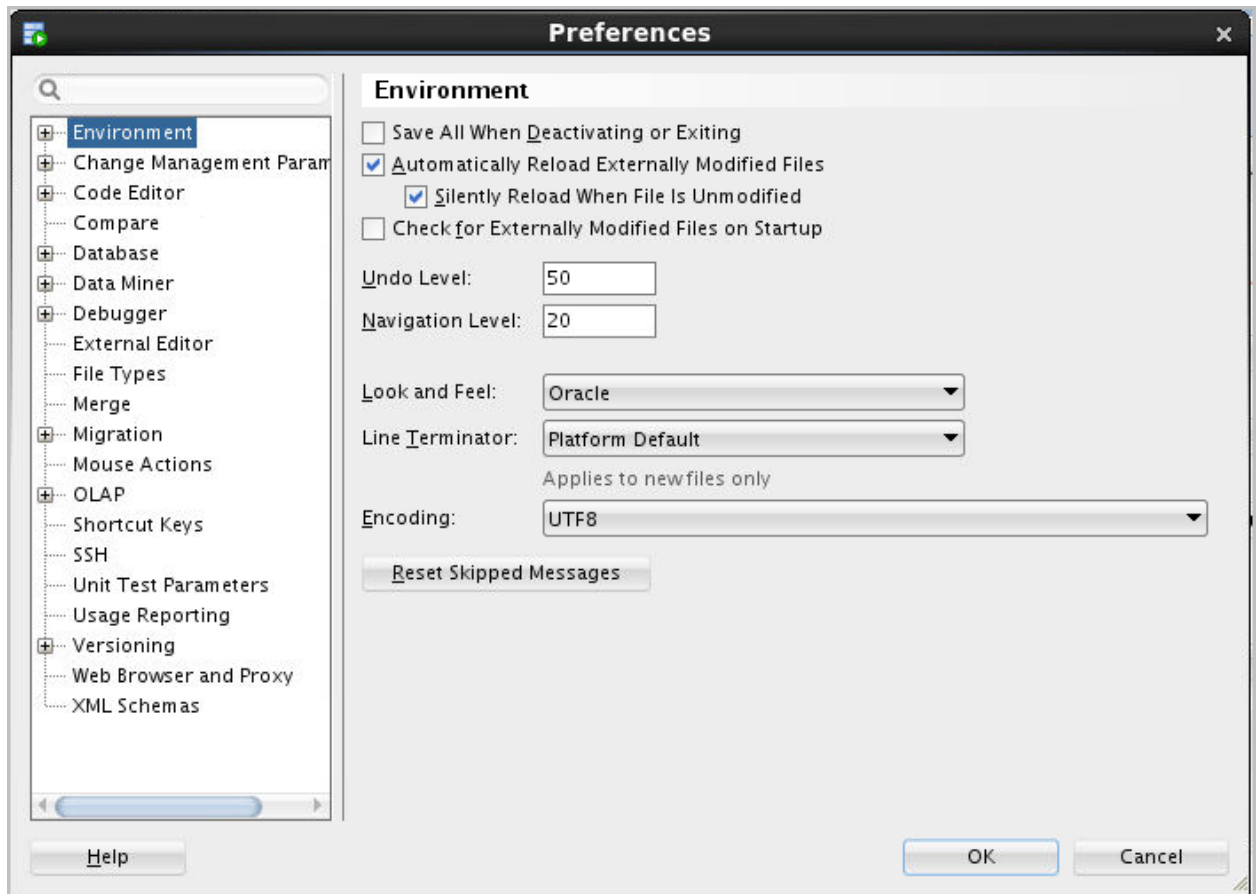 Preferences
Environment
Change Management Param
Code Editor
Compare
Database
Data Miner
Debugger
External Editor
File Types
Merge
Migration
Mouse Actions
OLAP
Shortcut Keys
SSH
Unit Test Parameters
Usage Reporting
Versioning
Web Browser and Proxy
XML Schemas
Environment
Save All When Deactivating or Exiting
Automatically Reload Externally Modified Files
Silently Reload When File Is Unmodified
Check for Externally Modified Files on Startup
Undo Level: 50
Navigation Level: 20
Look and Feel: Oracle
Line Terminator: Platform Default
Applies to new files only
Encoding: UTF8
Reset Skipped Messages
Help OK Cancel